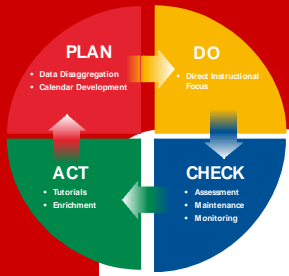 PLAN
• Data Disaggregation
• Calendar Development
DO
• Direct Instructional
Focus
ACT
• Tutorials
• Enrichment
CHECK
• Assessment
• Maintenance
• Monitoring